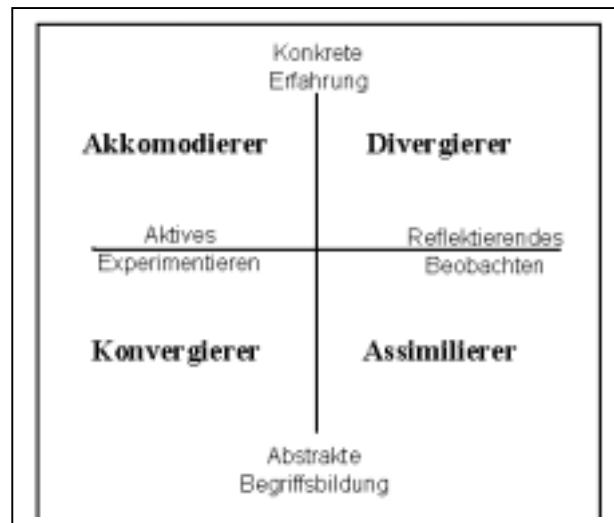 Konkrete
Erfahrung
Akkomodierer
Divergierer
Aktives
Experimentieren
Reflektierendes
Beobachten
Konvergierer
Assimilierer
Abstrakte
Begriffsbildung